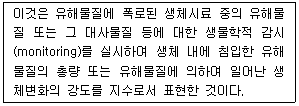 이것은 유해물질에 폭로된 생체시료 중의 유해물
질 또는 그 대사물질 등에 대한 생물학적 감시
(monitoring)를 실시하여 생체 내에 침입한 유해
물질의 총량 또는 유해물질에 의하여 일어난 생
체변화의 강도를 지수로서 표현한 것이다.